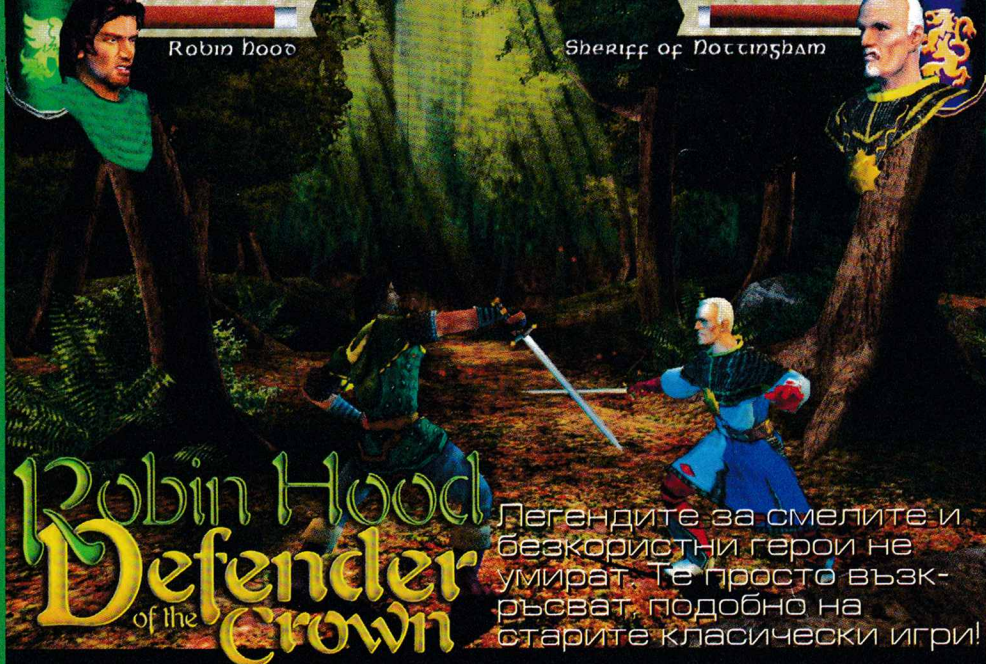 Robin Hood
Sheriff of Nottingham
Robin Hood
Defender
of the
Crown
Легендите за смелите и
безкористни герои не
умират. Те просто възк-
ръсват, подобно на
старите класически игри!